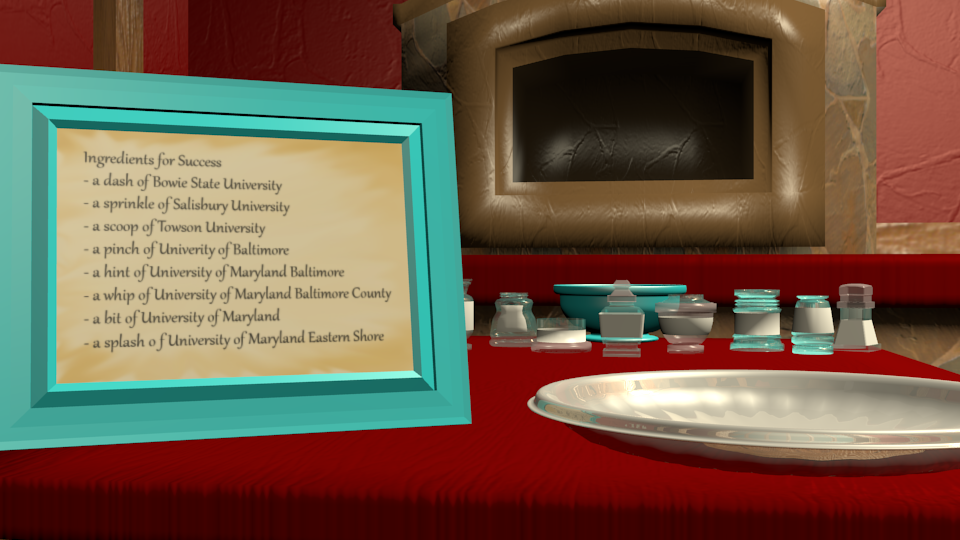 Ingredients for Success
- a dash of Bowie State University
- a sprinkle of Salisbury University
- a scoop of Towson University
- a pinch of Univerity of Baltimore
- a hint of University of Maryland Baltimore
- a whip of University of Maryland Baltimore County
- a bit of University of Maryland
- a splash o f University of Maryland Eastern Shore